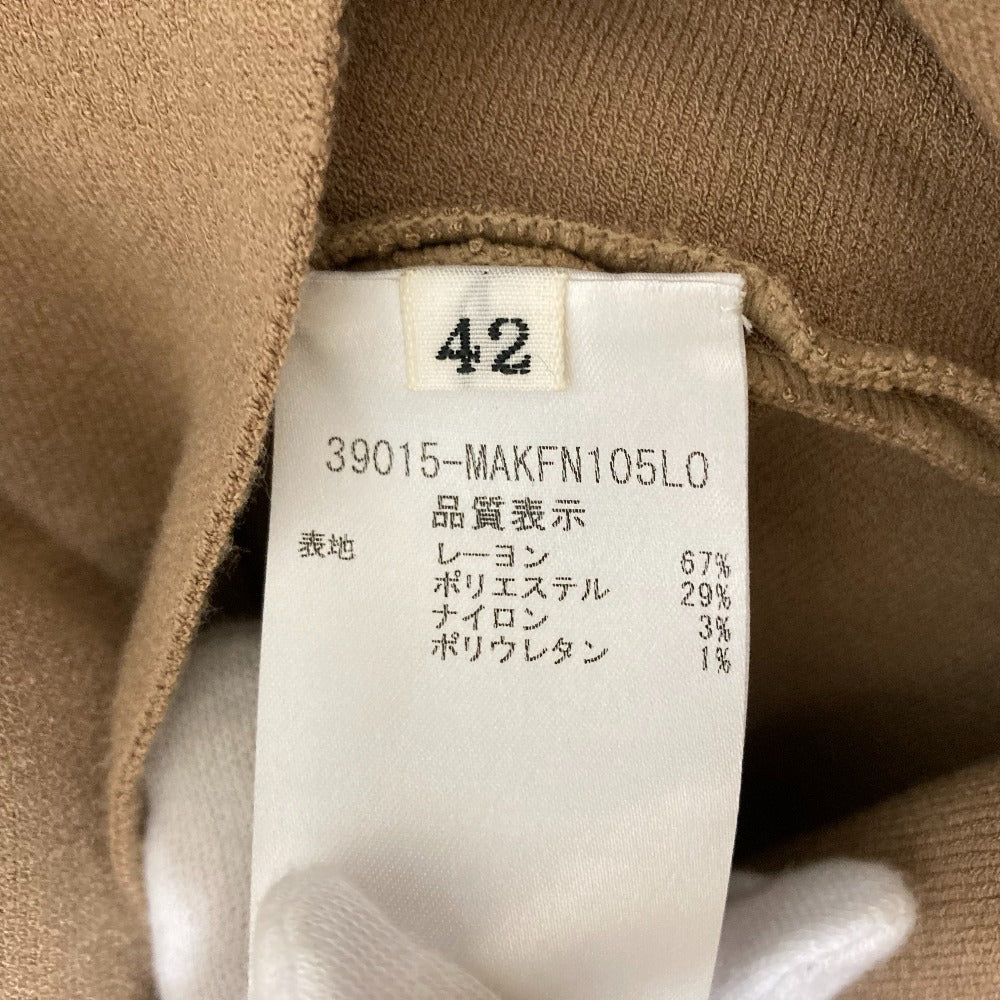 42
39015-MAKFN105LO
品質表示
表地 レーヨン 67%
ポリエステル 29%
ナイロン 3%
ポリウレタン 1%